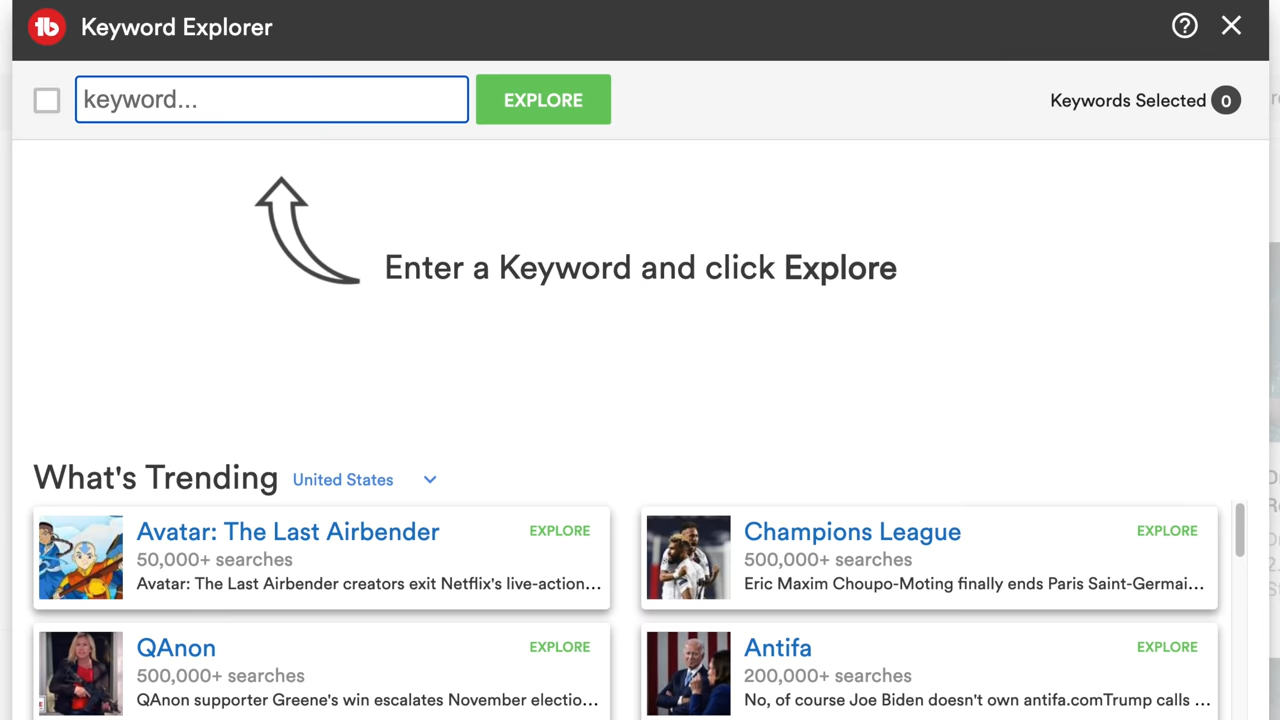 tb Keyword Explorer
keyword...
EXPLORE
Keywords Selected 0
Enter a Keyword and click Explore
What's Trending United States
Avatar: The Last Airbender EXPLORE
50,000+ searches
Avatar: The Last Airbender creators exit Netflix's live-action...
Champions League EXPLORE
500,000+ searches
Eric Maxim Choupo-Moting finally ends Paris Saint-Germai...
QAnon EXPLORE
500,000+ searches
QAnon supporter Greene's win escalates November electio...
Antifa EXPLORE
200,000+ searches
No, of course Joe Biden doesn't own antifa.comTrump calls ...